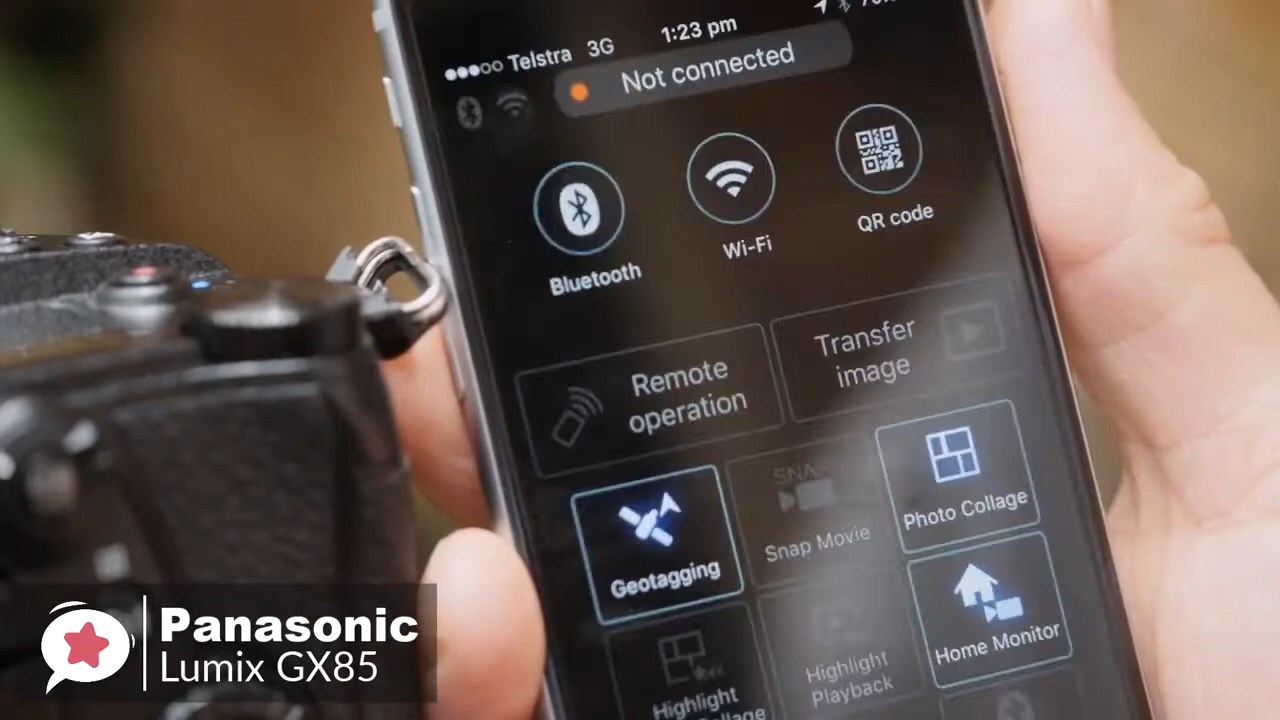 Telstra 3G 1:23 pm
Not connected
Bluetooth
Wi-Fi
QR code
Remote
operation
Transfer
image
Geotagging
Snap Movie
Photo Collage
Highlight
Highlight
Playback
Home Monitor
Panasonic
Lumix GX85